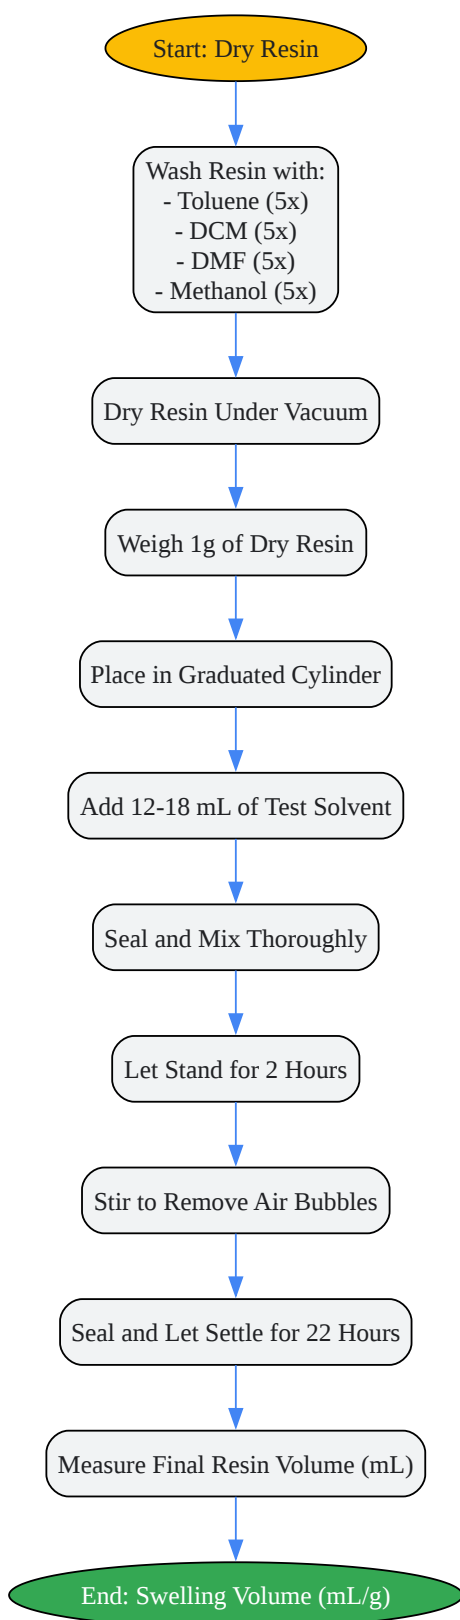 Start: Dry Resin
Wash Resin with:
- Toluene (5x)
- DCM (5x)
- DMF (5x)
- Methanol (5x)
Dry Resin Under Vacuum
Weigh 1g of Dry Resin
Place in Graduated Cylinder
Add 12-18 mL of Test Solvent
Seal and Mix Thoroughly
Let Stand for 2 Hours
Stir to Remove Air Bubbles
Seal and Let Settle for 22 Hours
Measure Final Resin Volume (mL)
End: Swelling Volume (mL/g)